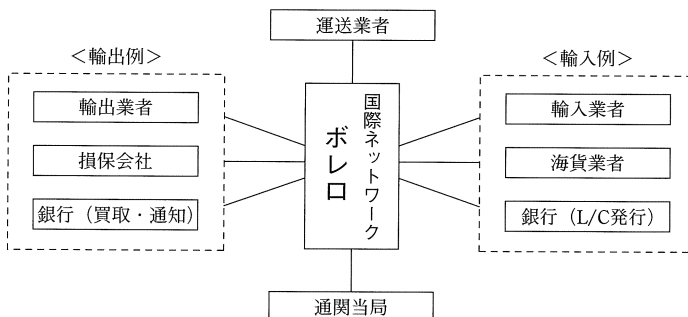 運送業者
＜輸出例＞
輸出業者
損保会社
銀行（買取・通知）
国際ネットワーク
ボレロ
＜輸入例＞
輸入業者
海貨業者
銀行（L/C発行）
通関当局